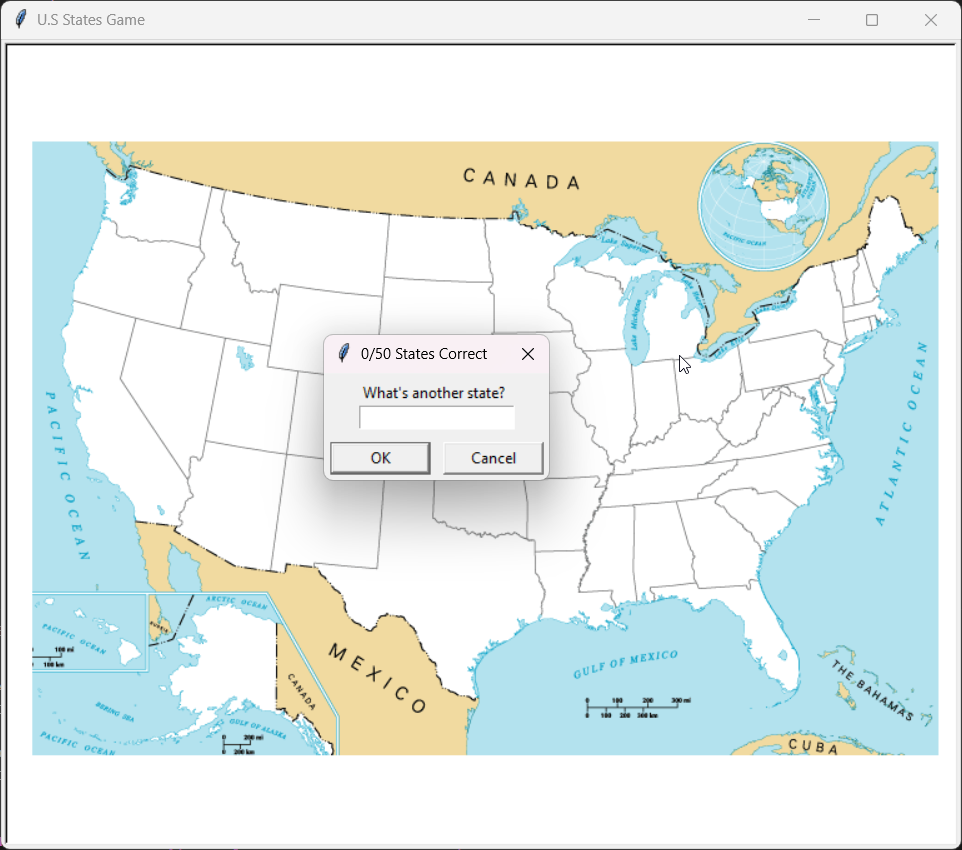 U.S States Game
CANADA
PACIFIC OCEAN
Lake Superior
Lake Michigan
0/50 States Correct
What's another state?
OK
Cancel
PACIFIC OCEAN
ATLANTIC OCEAN
ARCTIC OCEAN
PACIFIC OCEAN
100 mi
100 km
MEXICO
CANADA
GULF OF MEXICO
100 200 300 mi
0 100 200 300 km
THE BAHAMAS
BERING SEA
GULF OF ALASKA
PACIFIC OCEAN
0 200 mi
0 200 km
CUBA